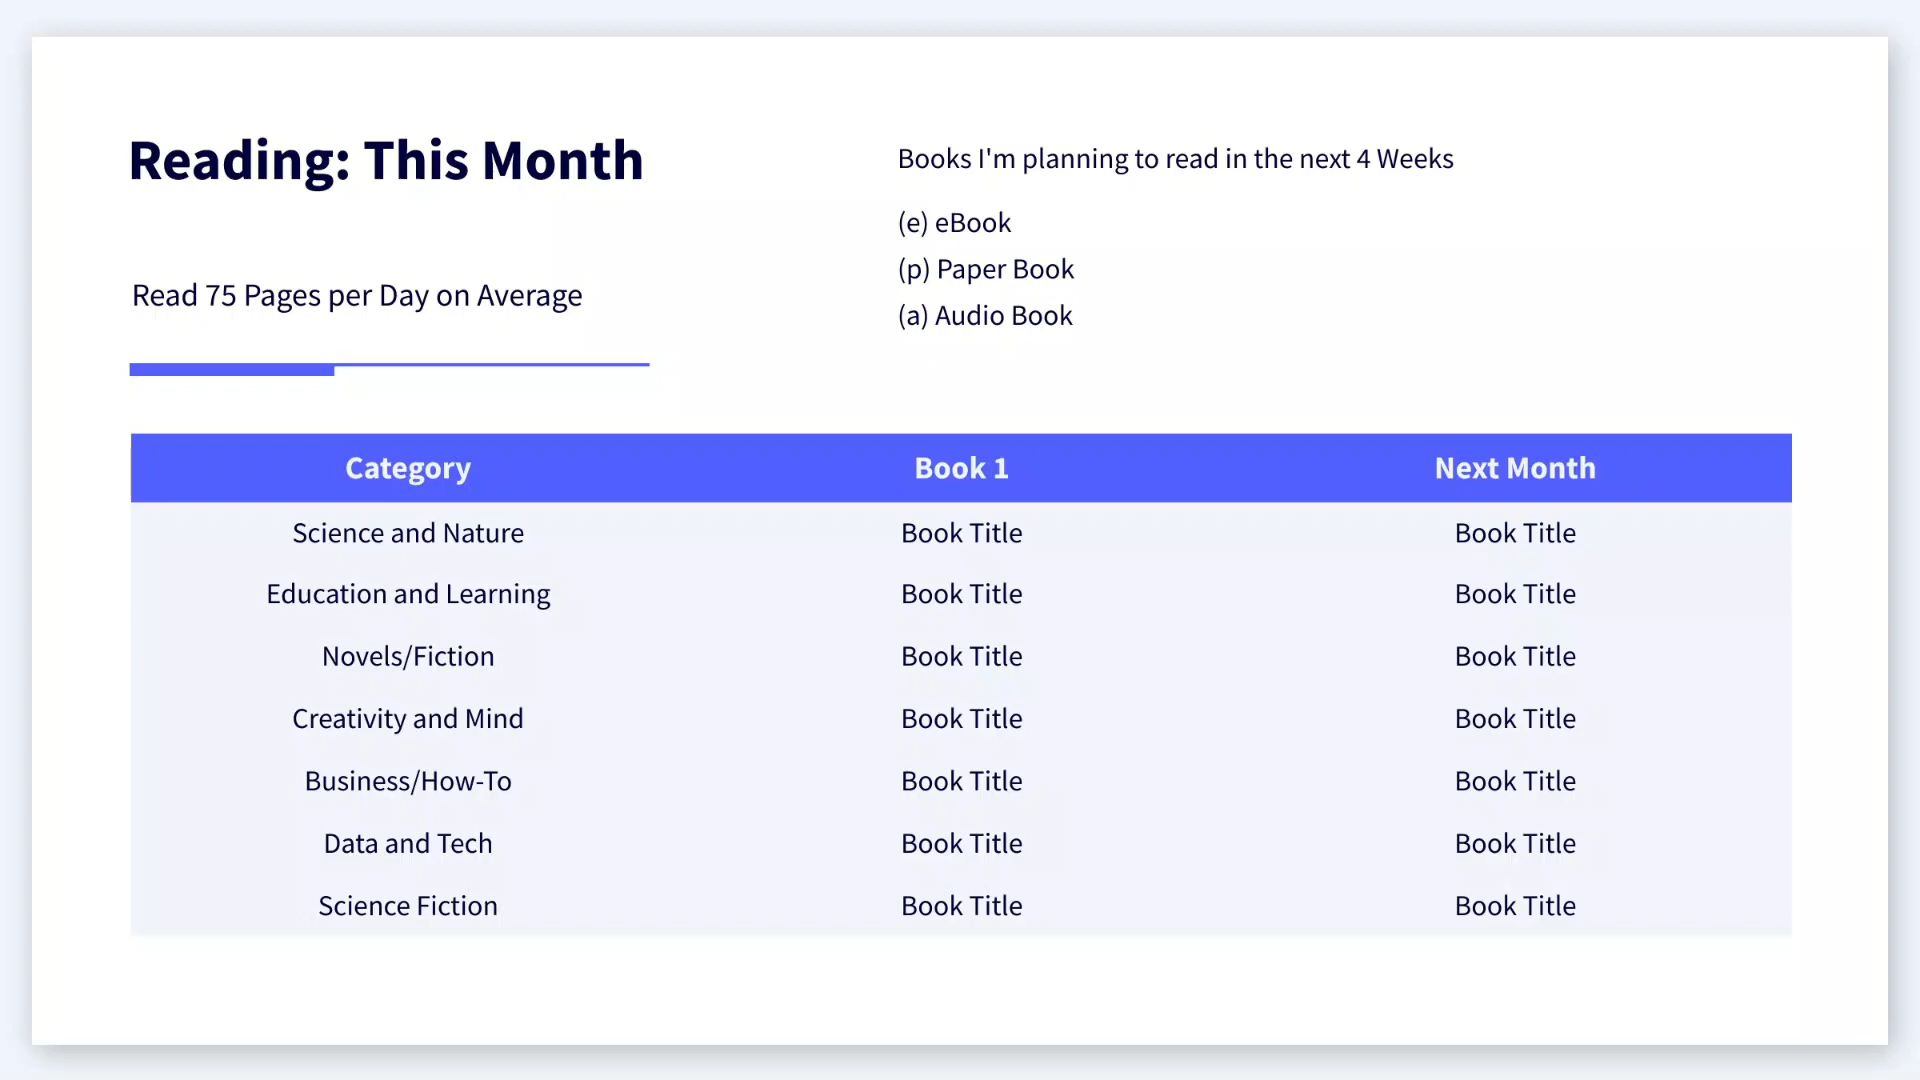 Reading: This Month
Read 75 Pages per Day on Average
Books I'm planning to read in the next 4 Weeks
(e) eBook
(p) Paper Book
(a) Audio Book
Category Book 1 Next Month
Science and Nature Book Title Book Title
Education and Learning Book Title Book Title
Novels/Fiction Book Title Book Title
Creativity and Mind Book Title Book Title
Business/How-To Book Title Book Title
Data and Tech Book Title Book Title
Science Fiction Book Title Book Title